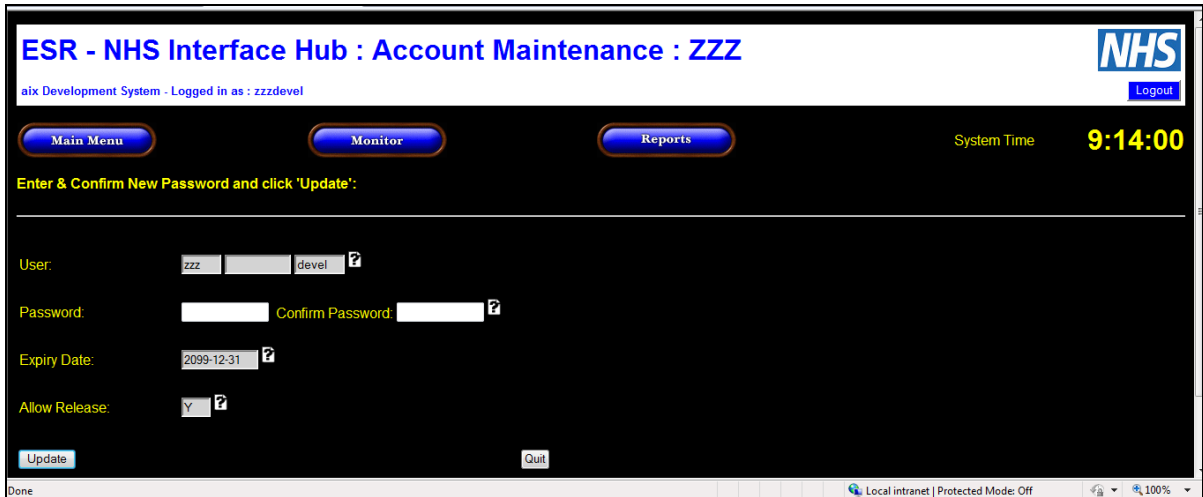 ESR - NHS Interface Hub : Account Maintenance : ZZZ
NHS
aix Development System - Logged in as : zzzdevel
Logout
Main Menu
Monitor
Reports
System Time
9:14:00
Enter & Confirm New Password and click 'Update':
User:
zzz
devel
?
Password:
Confirm Password:
?
Expiry Date:
2099-12-31
?
Allow Release:
Y
?
Update
Quit
Done
Local intranet | Protected Mode: Off
100%